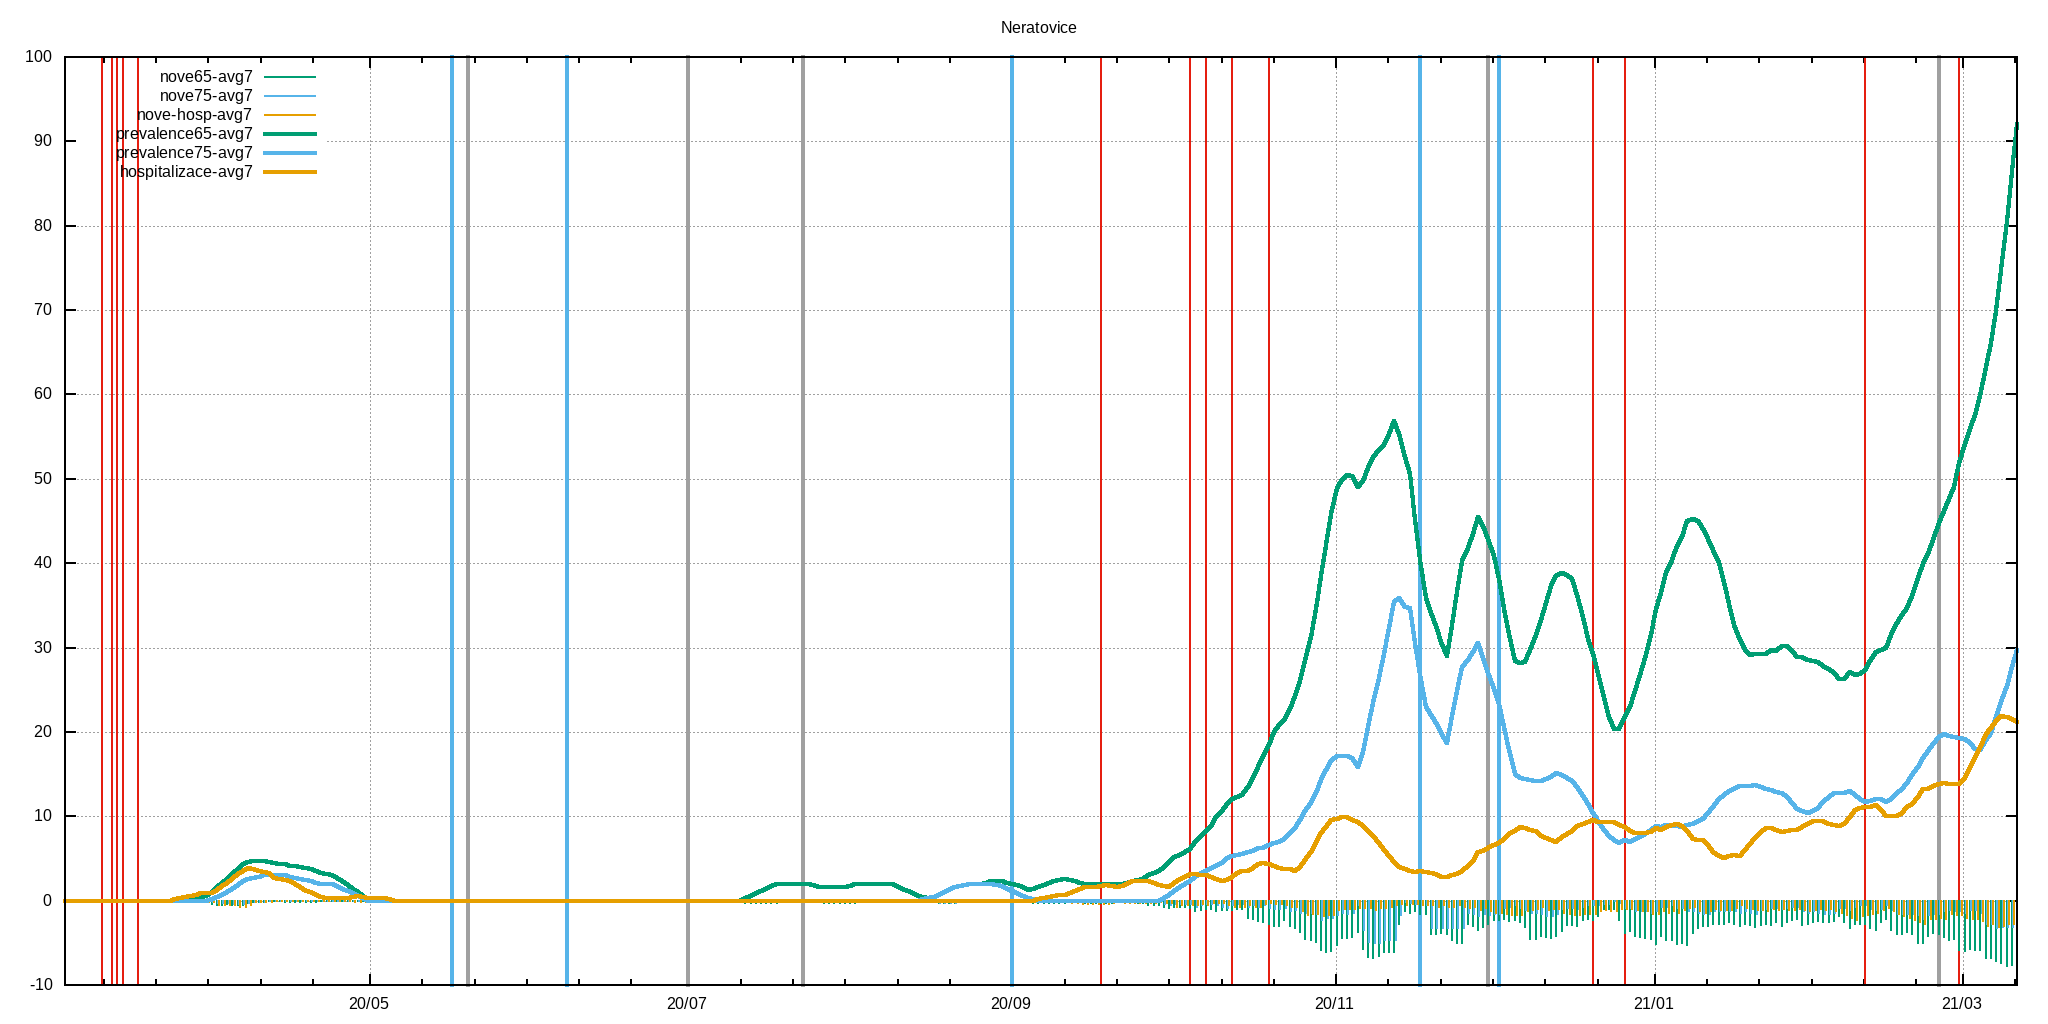 Neratovice
100
90
80
70
60
50
40
30
20
10
0
-10
nove65-avg7
nove75-avg7
nove-hosp-avg7
prevalence65-avg7
prevalence75-avg7
hospitalizace-avg7
20/05 20/07 20/09 20/11 21/01 21/03